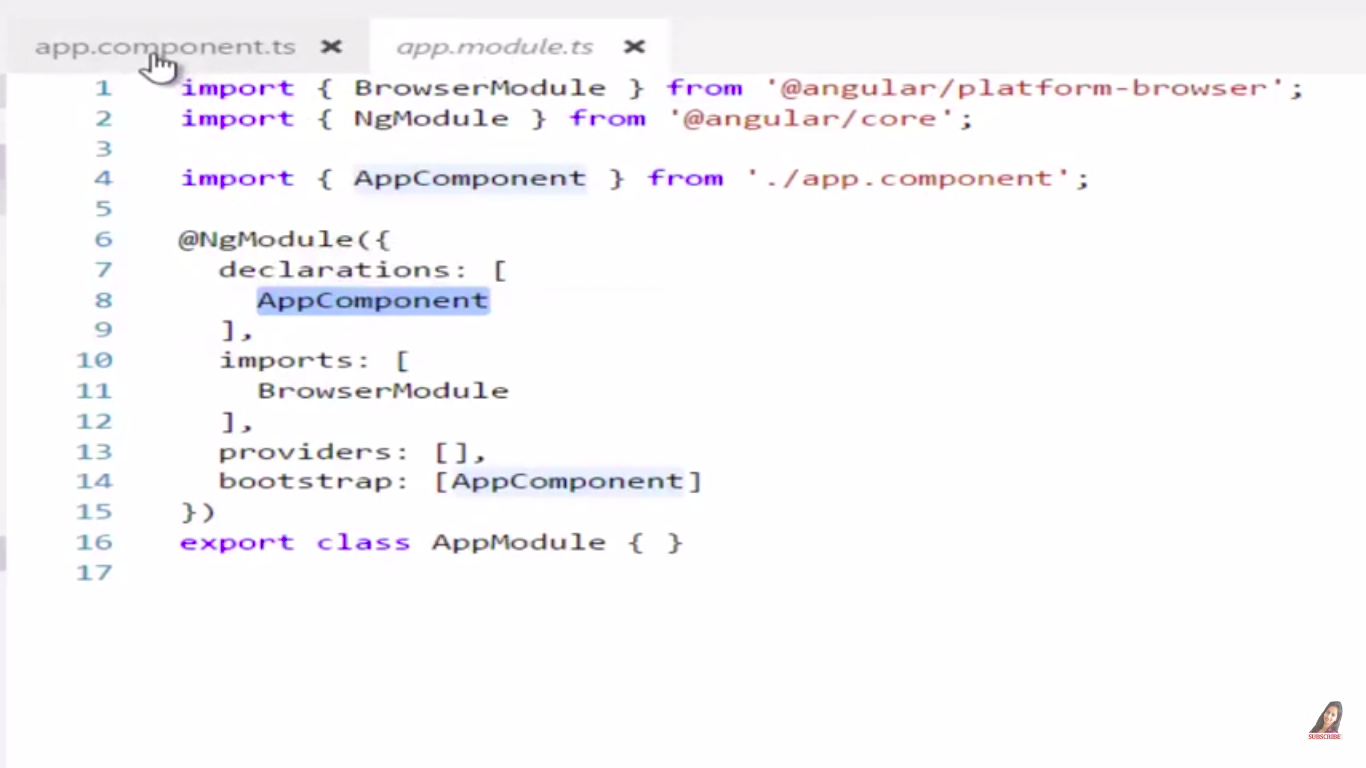 app.component.ts ✖ app.module.ts ✖
1 import { BrowserModule } from '@angular/platform-browser';
2 import { NgModule } from '@angular/core';
3
4 import { AppComponent } from './app.component';
5
6 @NgModule({
7 declarations: [
8 AppComponent
9 ],
10 imports: [
11 BrowserModule
12 ],
13 providers: [],
14 bootstrap: [AppComponent]
15 })
16 export class AppModule { }
17
SUBSCRIBE